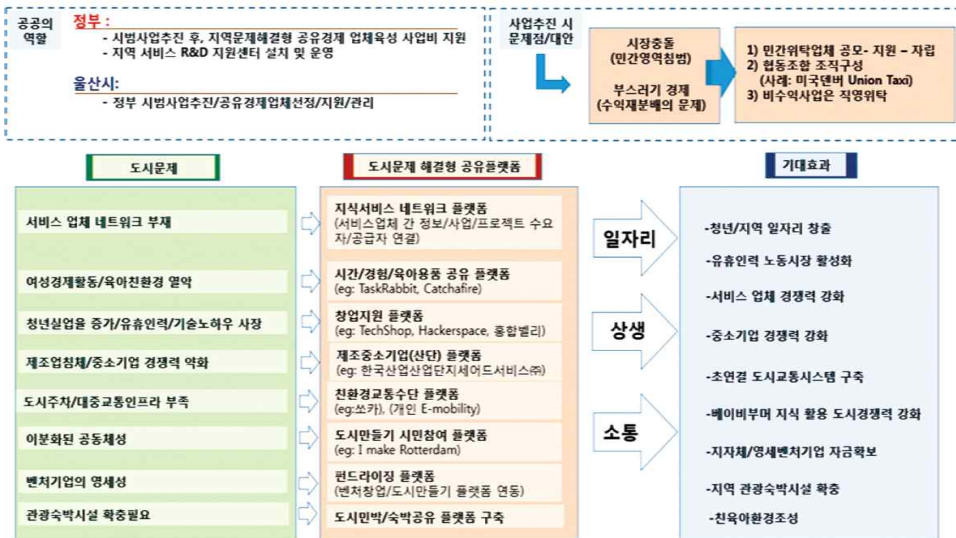 공공의
역할
정부 :
- 시범사업추진 후, 지역문제해결형 공유경제 업체육성 사업비 지원
- 지역 서비스 R&D 지원센터 설치 및 운영
울산시:
- 정부 시범사업추진/공유경제업체선정/지원/관리
사업추진 시
문제점/대안
시장충돌
(민간영역침범)
부스러기 경제
(수익재분배의 문제)
1) 민간위탁업체 공모- 지원 – 자립
2) 협동조합 조직구성
(사례: 미국덴버 Union Taxi)
3) 비수익사업은 직영위탁
도시문제
서비스 업체 네트워크 부재
여성경제활동/육아친환경 열악
청년실업율 증가/유휴인력/기술노하우 사장
제조업침체/중소기업 경쟁력 약화
도시주차/대중교통인프라 부족
이분화된 공동체성
벤처기업의 영세성
관광숙박시설 확충필요
도시문제 해결형 공유플랫폼
지식서비스 네트워크 플랫폼
(서비스업체 간 정보/사업/프로젝트 수요
자/공급자 연결)
시간/경험/육아용품 공유 플랫폼
(eg: TaskRabbit, Catchafire)
창업지원 플랫폼
(eg: TechShop, Hackerspace, 홍합밸리)
제조중소기업(산단) 플랫폼
(eg: 한국산업산업단지세어드서비스㈜)
친환경교통수단 플랫폼
(eg:쏘카), (개인 E-mobility)
도시만들기 시민참여 플랫폼
(eg: I make Rotterdam)
펀드라이징 플랫폼
(벤처창업/도시만들기 플랫폼 연동)
도시민박/숙박공유 플랫폼 구축
일자리
상생
소통
기대효과
-청년/지역 일자리 창출
-유휴인력 노동시장 활성화
-서비스 업체 경쟁력 강화
-중소기업 경쟁력 강화
-초연결 도시교통시스템 구축
-베이비부머 지식 활용 도시경쟁력 강화
-지자체/영세벤처기업 자금확보
-지역 관광숙박시설 확충
-친육아환경조성